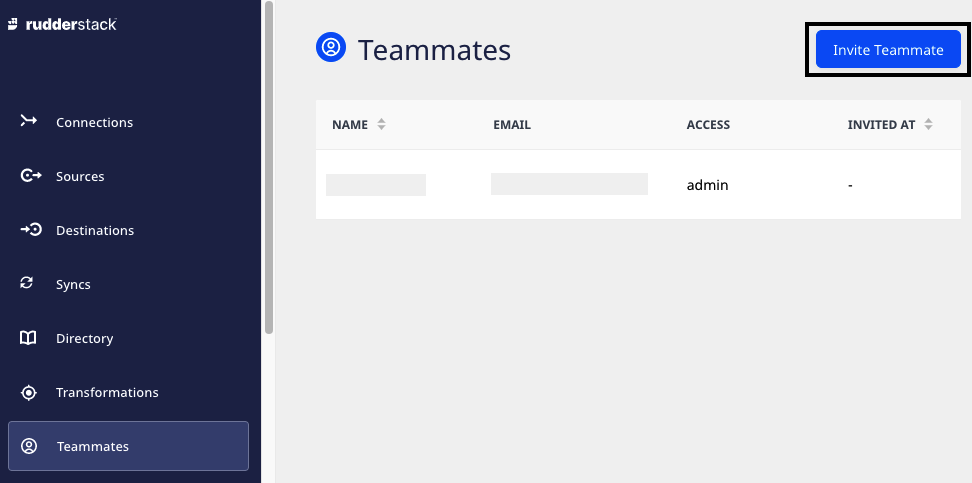 rudderstack
Connections
Sources
Destinations
Syncs
Directory
Transformations
Teammates
Teammates
Invite Teammate
NAME EMAIL ACCESS INVITED AT
admin -